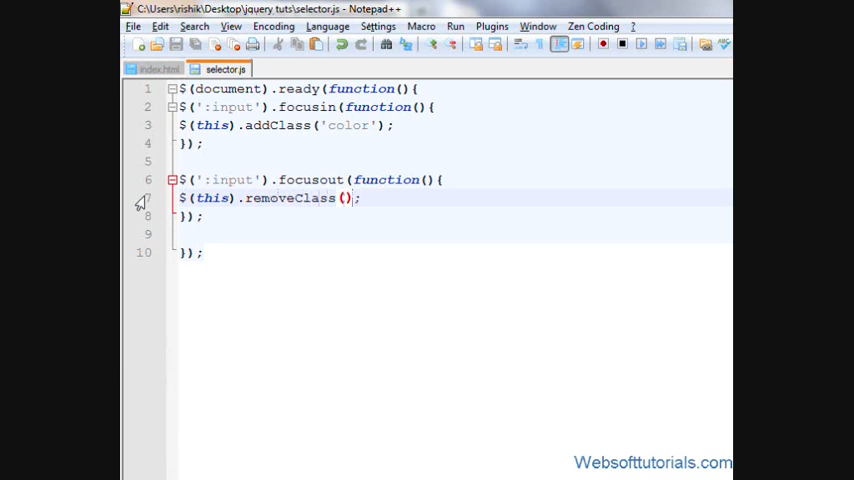 C:\Users\rishik\Desktop\jquery tuts\selector.js - Notepad++
File Edit Search View Encoding Language Settings Macro Run Plugins Window Zen Coding ?
index.html selector.js
1 $(document).ready(function(){
2 $(':input').focusin(function(){
3 $(this).addClass('color');
4 });
5
6 $(':input').focusout(function(){
7 $(this).removeClass();
8 });
9
10 });
Websofttutorials.com